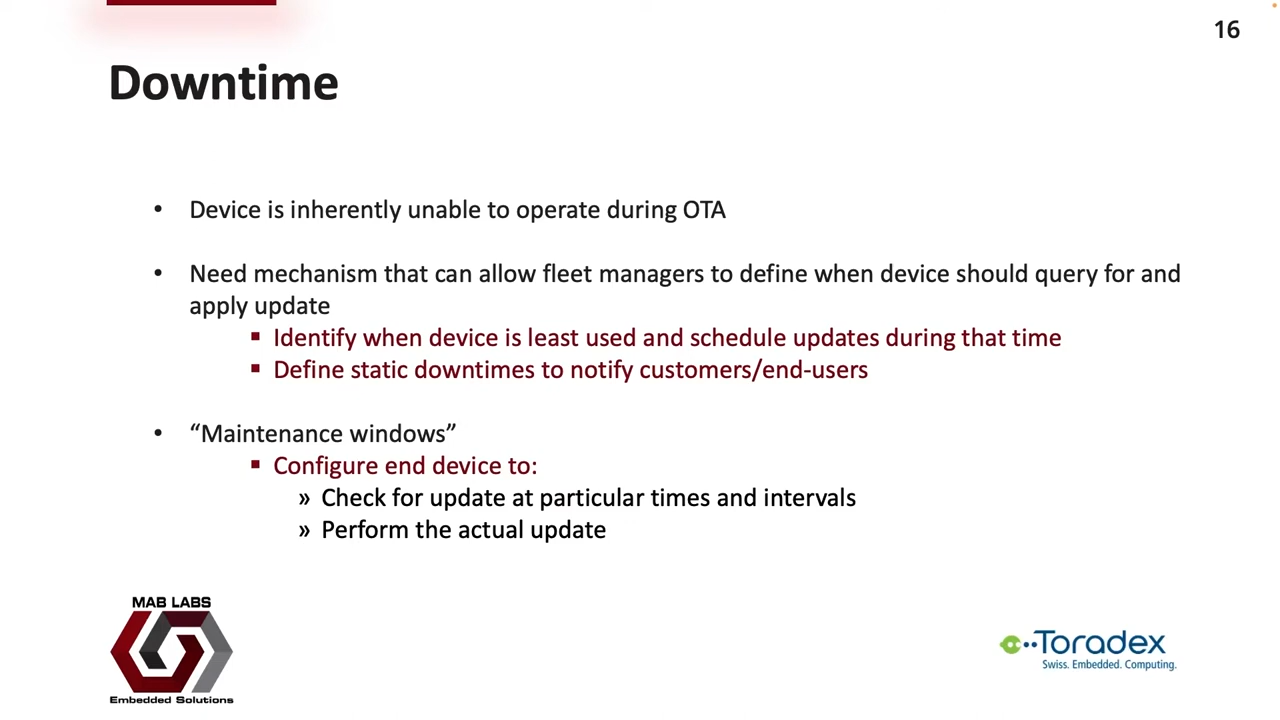 16
Downtime
• Device is inherently unable to operate during OTA
• Need mechanism that can allow fleet managers to define when device should query for and
apply update
▪ Identify when device is least used and schedule updates during that time
▪ Define static downtimes to notify customers/end-users
• “Maintenance windows”
▪ Configure end device to:
» Check for update at particular times and intervals
» Perform the actual update
MAB LABS
Embedded Solutions
Toradex
Swiss. Embedded. Computing.